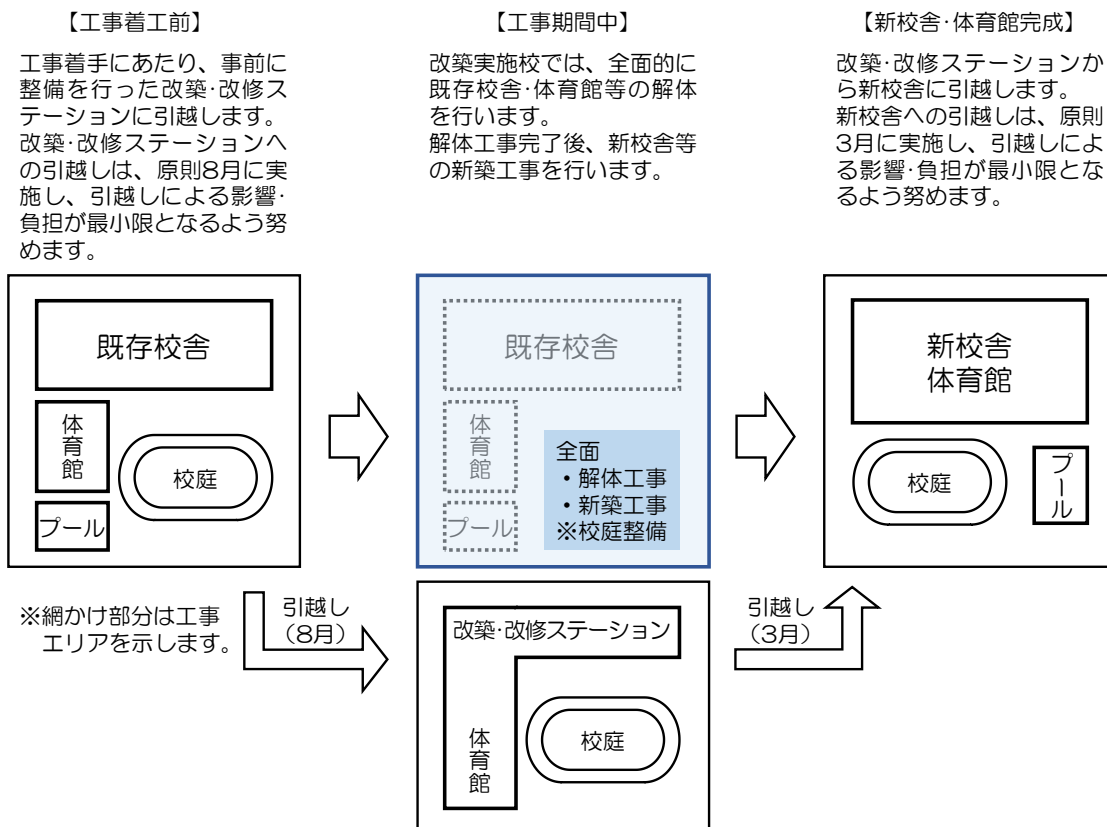 【工事着工前】
工事着手にあたり、事前に
整備を行った改築・改修ス
テーションに引越します。
改築・改修ステーションへ
の引越しは、原則8月に実
施し、引越しによる影響・
負担が最小限となるよう努
めます。
【工事期間中】
改築実施校では、全面的に
既存校舎・体育館等の解体
を行います。
解体工事完了後、新校舎等
の新築工事を行います。
【新校舎・体育館完成】
改築・改修ステーションか
ら新校舎に引越します。
新校舎への引越しは、原則
3月に実施し、引越しによ
る影響・負担が最小限とな
るよう努めます。
既存校舎
体育館
プール
校庭
既存校舎
体育館
プール
全面
・解体工事
・新築工事
※校庭整備
新校舎
体育館
校庭
プール
※網かけ部分は工事
エリアを示します。
引越し
（8月）
改築・改修ステーション
体育館
校庭
引越し
（3月）